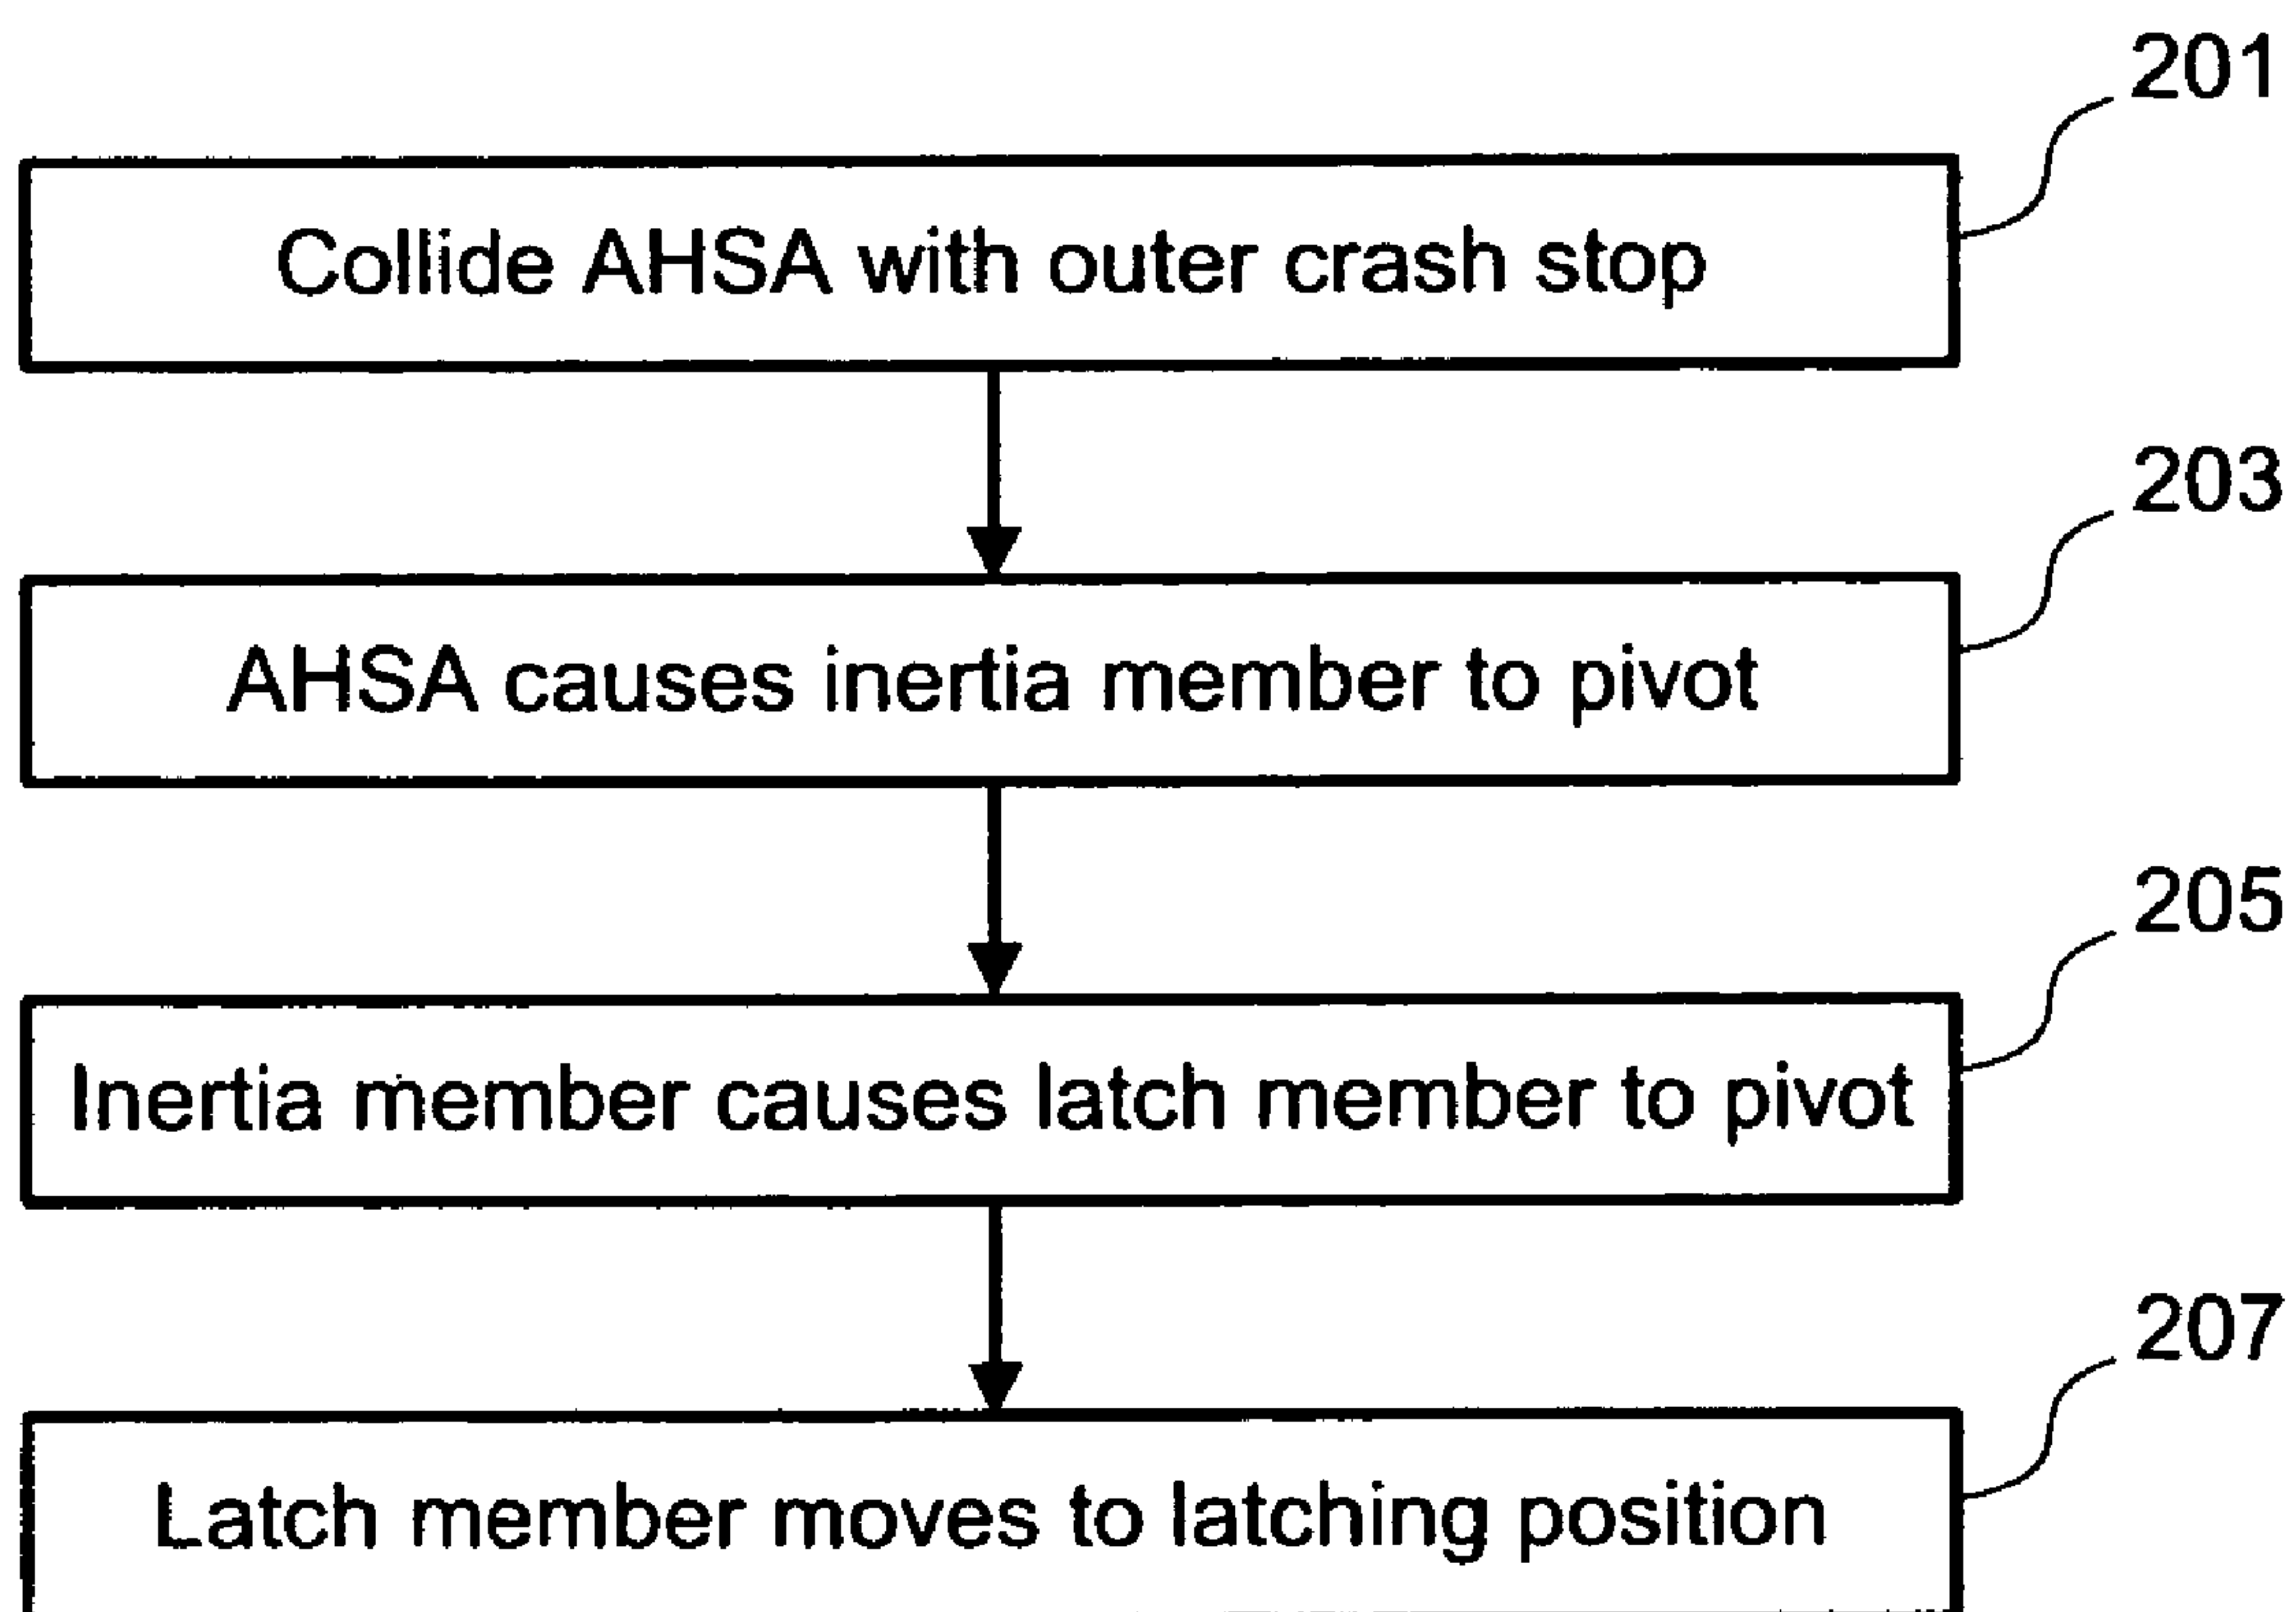 201
Collide AHSA with outer crash stop
203
AHSA causes inertia member to pivot
205
Inertia member causes latch member to pivot
207
Latch member moves to latching position